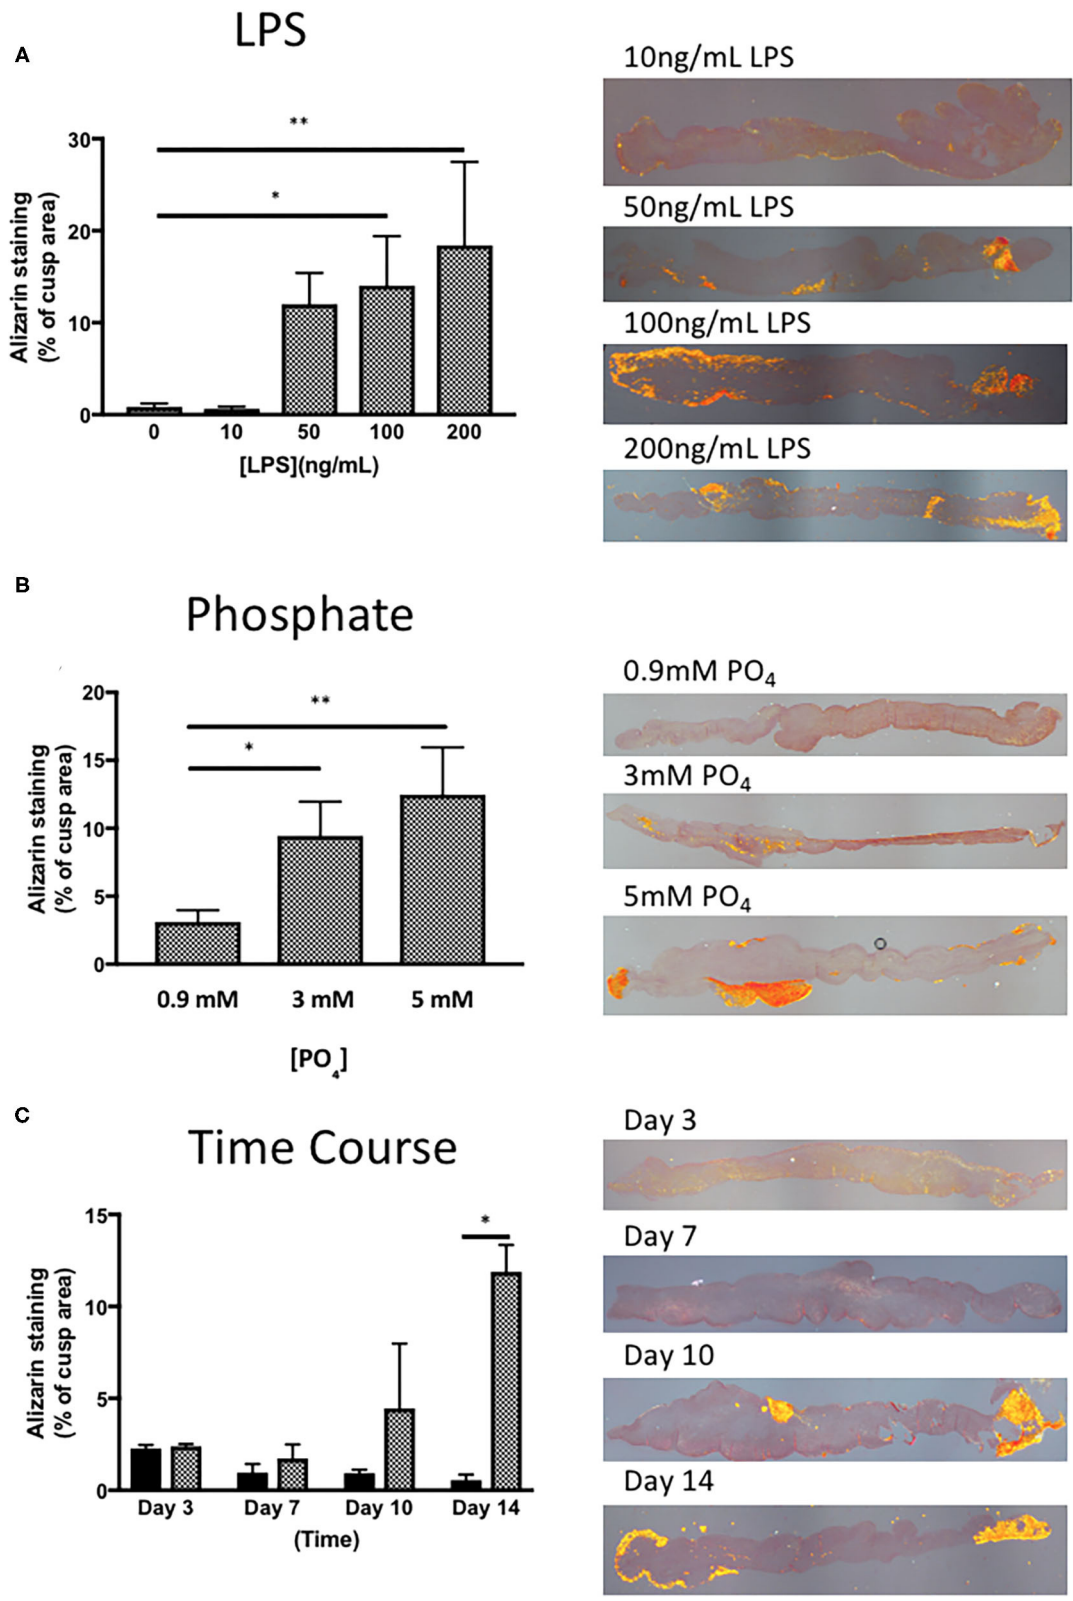 LPS
A
10ng/mL LPS
**
30
*
50ng/mL LPS
20
Alizarin staining
(% of cusp area)
10
100ng/mL LPS
0
0 10 50 100 200
200ng/mL LPS
[LPS](ng/mL)
B
Phosphate
0.9mM PO4
**
20
*
3mM PO4
15
Alizarin staining
(% of cusp area)
10
5mM PO4
5
0
0.9 mM 3 mM 5 mM
[PO4]
C
Time Course
Day 3
*
15
Day 7
Alizarin staining
(% of cusp area)
10
Day 10
5
Day 14
0
Day 3 Day 7 Day 10 Day 14
(Time)